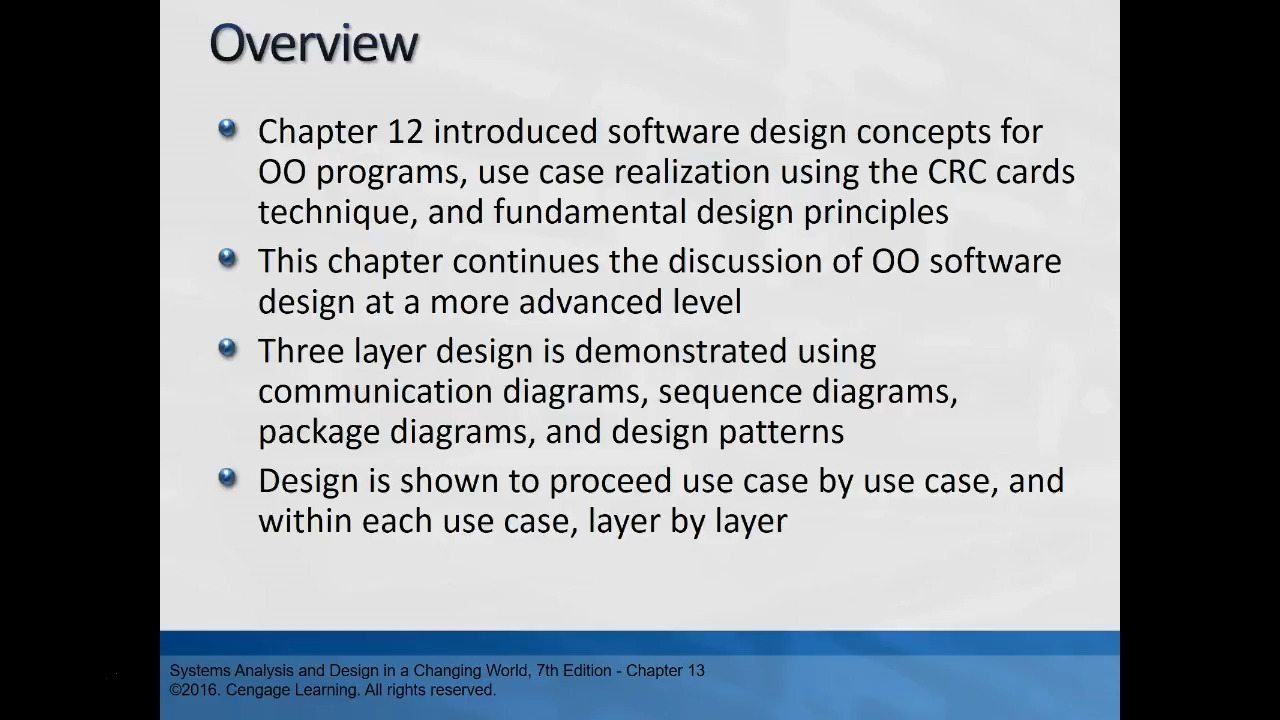 Overview
Chapter 12 introduced software design concepts for
OO programs, use case realization using the CRC cards
technique, and fundamental design principles
This chapter continues the discussion of OO software
design at a more advanced level
Three layer design is demonstrated using
communication diagrams, sequence diagrams,
package diagrams, and design patterns
Design is shown to proceed use case by use case, and
within each use case, layer by layer
Systems Analysis and Design in a Changing World, 7th Edition - Chapter 13
©2016. Cengage Learning. All rights reserved.